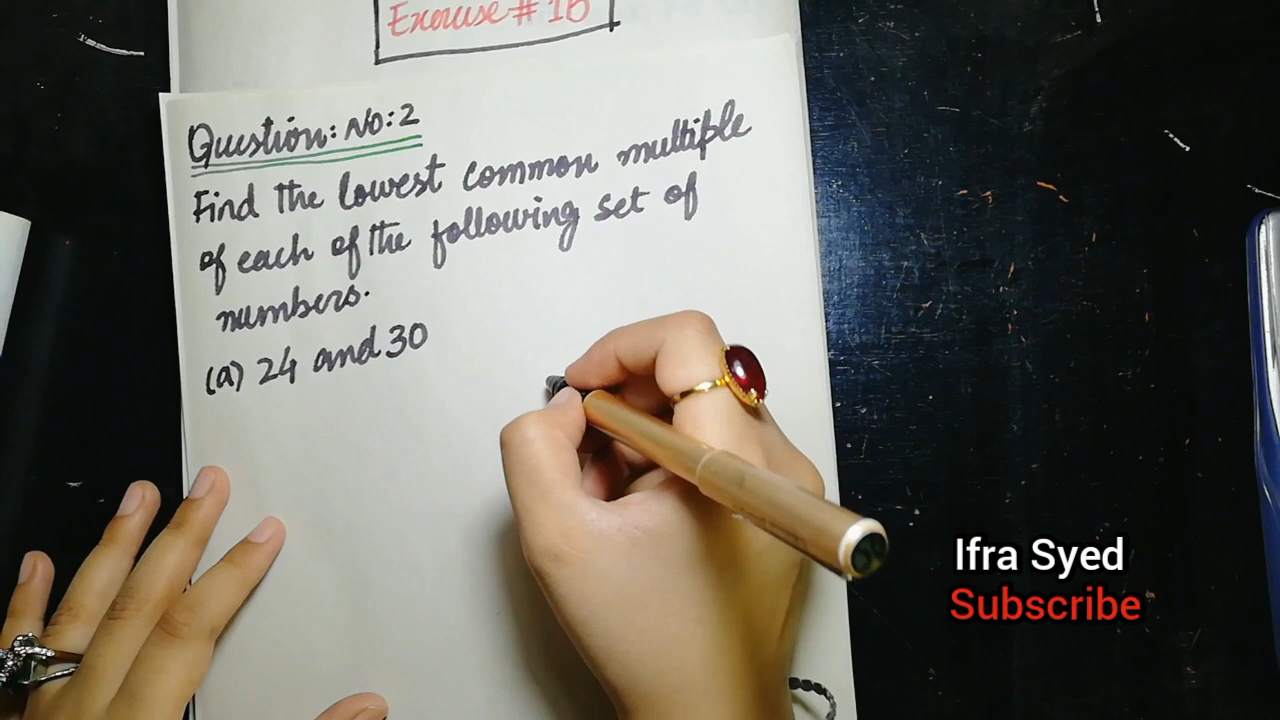 Exercise # 1B
Question: No: 2
Find the lowest common multiple
of each of the following set of
numbers.
(a) 24 and 30
Ifra Syed
Subscribe